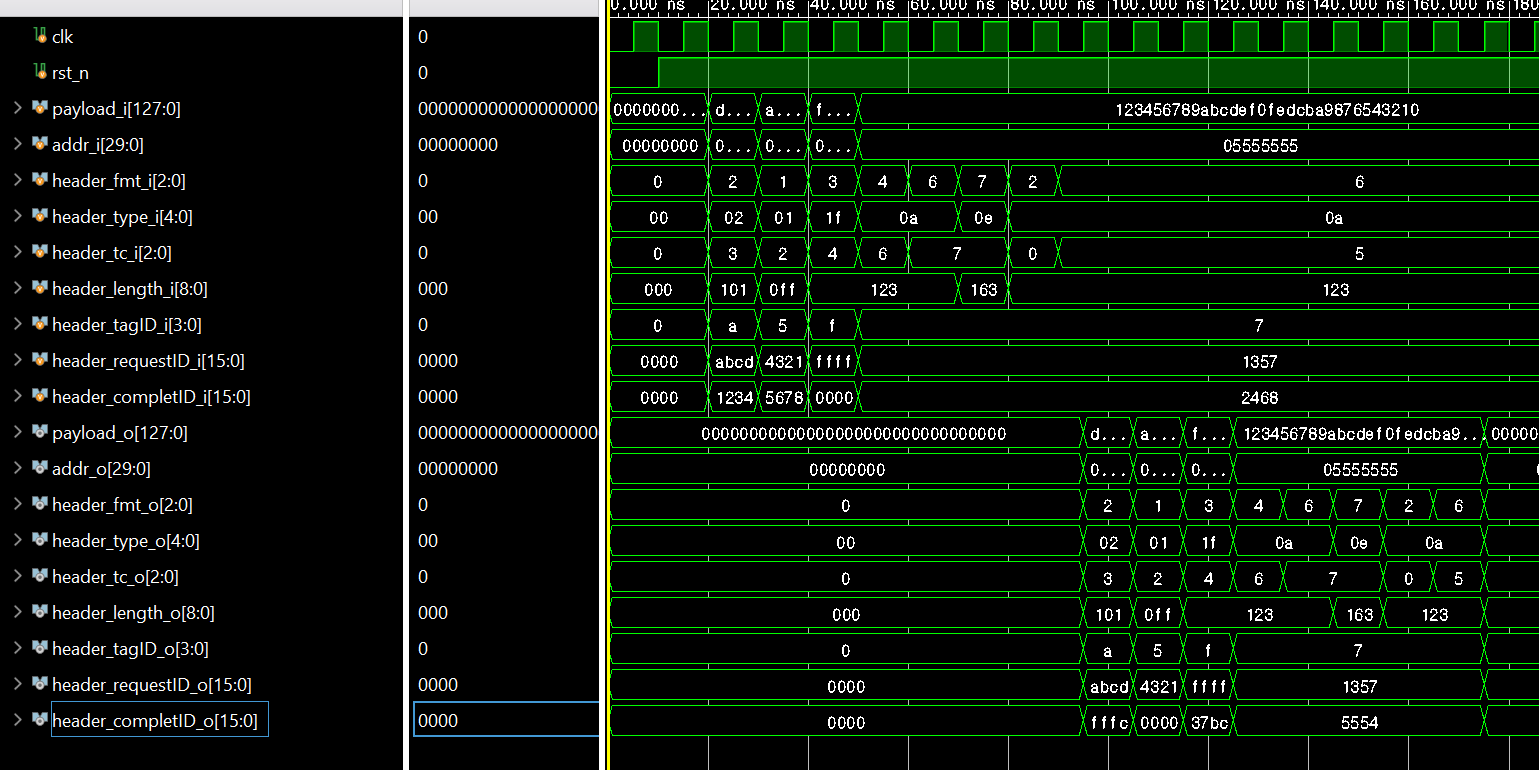 0.000 ns 20.000 ns 40.000 ns 60.000 ns 80.000 ns 100.000 ns 120.000 ns 140.000 ns 160.000 ns 180
clk 0
rst_n 0
payload_i[127:0] 000000000000000000 0000000... d... a... f... 123456789abcdef0fedcba9876543210
addr_i[29:0] 00000000 00000000 0... 0... 0... 05555555
header_fmt_i[2:0] 0 0 2 1 3 4 6 7 2 6
header_type_i[4:0] 00 00 02 01 1f 0a 0e 0a
header_tc_i[2:0] 0 0 3 2 4 6 7 0 5
header_length_i[8:0] 000 000 101 0ff 123 163 123
header_tagID_i[3:0] 0 0 a 5 f 7
header_requestID_i[15:0] 0000 0000 abcd 4321 ffff 1357
header_completID_i[15:0] 0000 0000 1234 5678 0000 2468
payload_o[127:0] 000000000000000000 00000000000000000000000000000000 d... a... f... 123456789abcdef0fedcba9... 00000
addr_o[29:0] 00000000 00000000 0... 0... 0... 05555555
header_fmt_o[2:0] 0 0 2 1 3 4 6 7 2 6
header_type_o[4:0] 00 00 02 01 1f 0a 0e 0a
header_tc_o[2:0] 0 0 3 2 4 6 7 0 5
header_length_o[8:0] 000 000 101 0ff 123 163 123
header_tagID_o[3:0] 0 0 a 5 f 7
header_requestID_o[15:0] 0000 0000 abcd 4321 ffff 1357
header_completID_o[15:0] 0000 0000 fffc 0000 37bc 5554